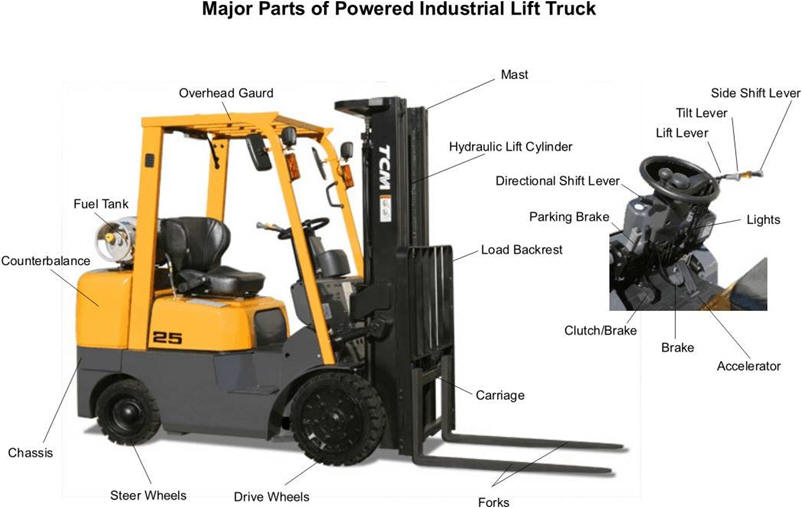 Major Parts of Powered Industrial Lift Truck
Mast
Overhead Gaurd
Side Shift Lever
Tilt Lever
Lift Lever
Hydraulic Lift Cylinder
TCM
Directional Shift Lever
Fuel Tank
Parking Brake
Lights
Load Backrest
Counterbalance
25
Clutch/Brake
Brake
Accelerator
Carriage
Chassis
Steer Wheels
Drive Wheels
Forks